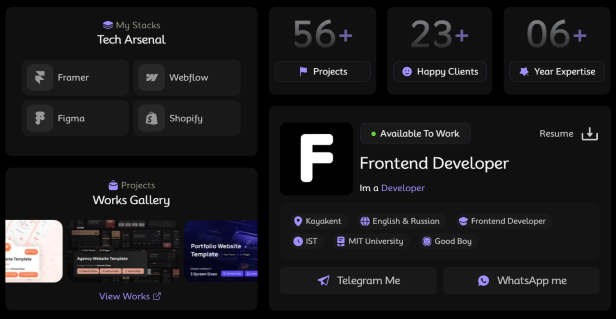 My Stacks
Tech Arsenal
Framer
Webflow
Figma
Shopify
Projects
Works Gallery
Website Template
Agency Website Template
Portfolio Website
Template
View Works
56+
Projects
23+
Happy Clients
06+
Year Expertise
F
Available To Work
Resume
Frontend Developer
Im a Developer
Kayakent
English & Russian
Frontend Developer
IST
MIT University
Good Boy
Telegram Me
WhatsApp me